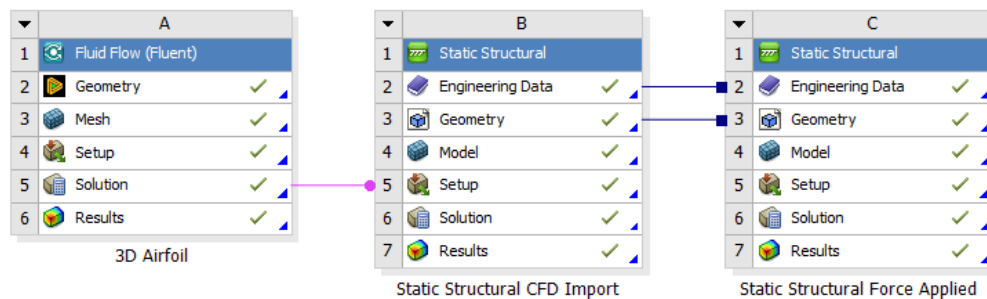 A
1 Fluid Flow (Fluent)
2 Geometry
3 Mesh
4 Setup
5 Solution
6 Results
3D Airfoil
B
1 Static Structural
2 Engineering Data
3 Geometry
4 Model
5 Setup
6 Solution
7 Results
Static Structural CFD Import
C
1 Static Structural
2 Engineering Data
3 Geometry
4 Model
5 Setup
6 Solution
7 Results
Static Structural Force Applied